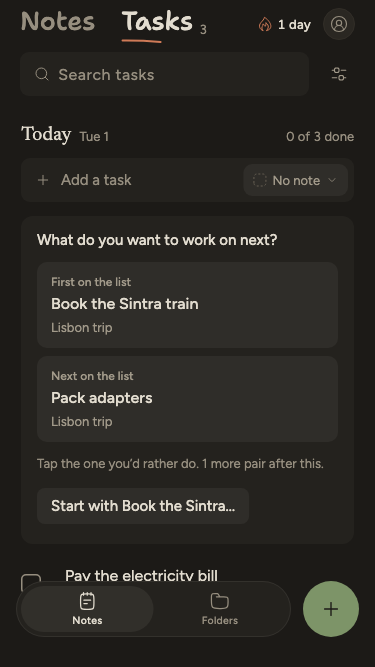 Notes Tasks 3 1 day
Search tasks
Today Tue 1 0 of 3 done
Add a task No note
What do you want to work on next?
First on the list
Book the Sintra train
Lisbon trip
Next on the list
Pack adapters
Lisbon trip
Tap the one you’d rather do. 1 more pair after this.
Start with Book the Sintra…
Pay the electricity bill
Notes Folders